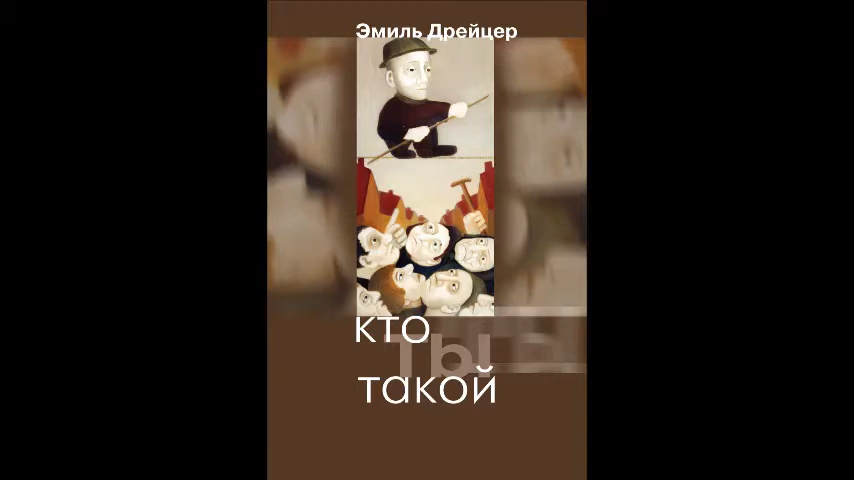 Эмиль Дрейцер
кто
ты
такой